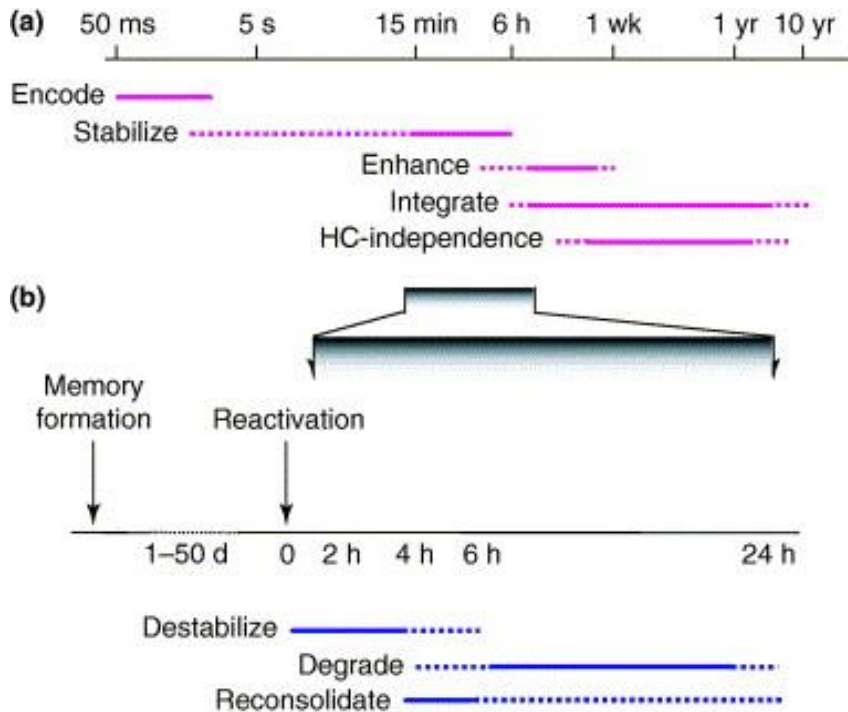 (a) 50 ms 5 s 15 min 6 h 1 wk 1 yr 10 yr
Encode
Stabilize
Enhance
Integrate
HC-independence
(b)
Memory
formation
Reactivation
1–50 d 0 2 h 4 h 6 h 24 h
Destabilize
Degrade
Reconsolidate